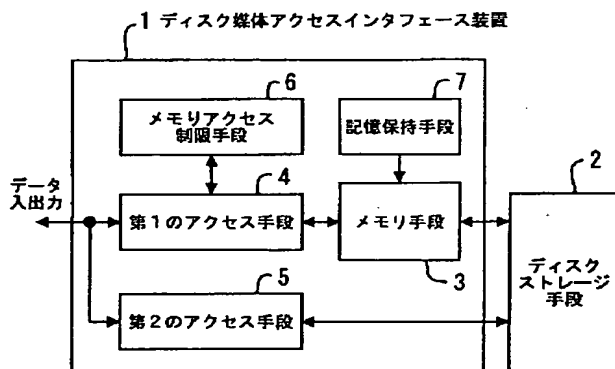 1 ディスク媒体アクセスインタフェース装置
6
メモリアクセス
制限手段
7
記憶保持手段
2
データ
入出力
4
第1のアクセス手段
メモリ手段
3
ディスク
ストレージ
手段
5
第2のアクセス手段